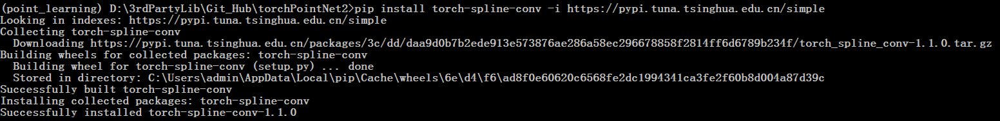 (point_learning) D:\3rdPartyLib\Git_Hub\torchPointNet2>pip install torch-spline-conv -i https://pypi.tuna.tsinghua.edu.cn/simple
Looking in indexes: https://pypi.tuna.tsinghua.edu.cn/simple
Collecting torch-spline-conv
  Downloading https://pypi.tuna.tsinghua.edu.cn/packages/3c/dd/daa9d0b7b2ede913e573876ae286a58ec296678858f2814ff6d6789b234f/torch_spline_conv-1.1.0.tar.gz
Building wheels for collected packages: torch-spline-conv
  Building wheel for torch-spline-conv (setup.py) ... done
  Stored in directory: C:\Users\admin\AppData\Local\pip\Cache\wheels\6e\d4\f6\ad8f0e60620c6568fe2dc1994341ca3fe2f60b8d004a87d39c
Successfully built torch-spline-conv
Installing collected packages: torch-spline-conv
Successfully installed torch-spline-conv-1.1.0